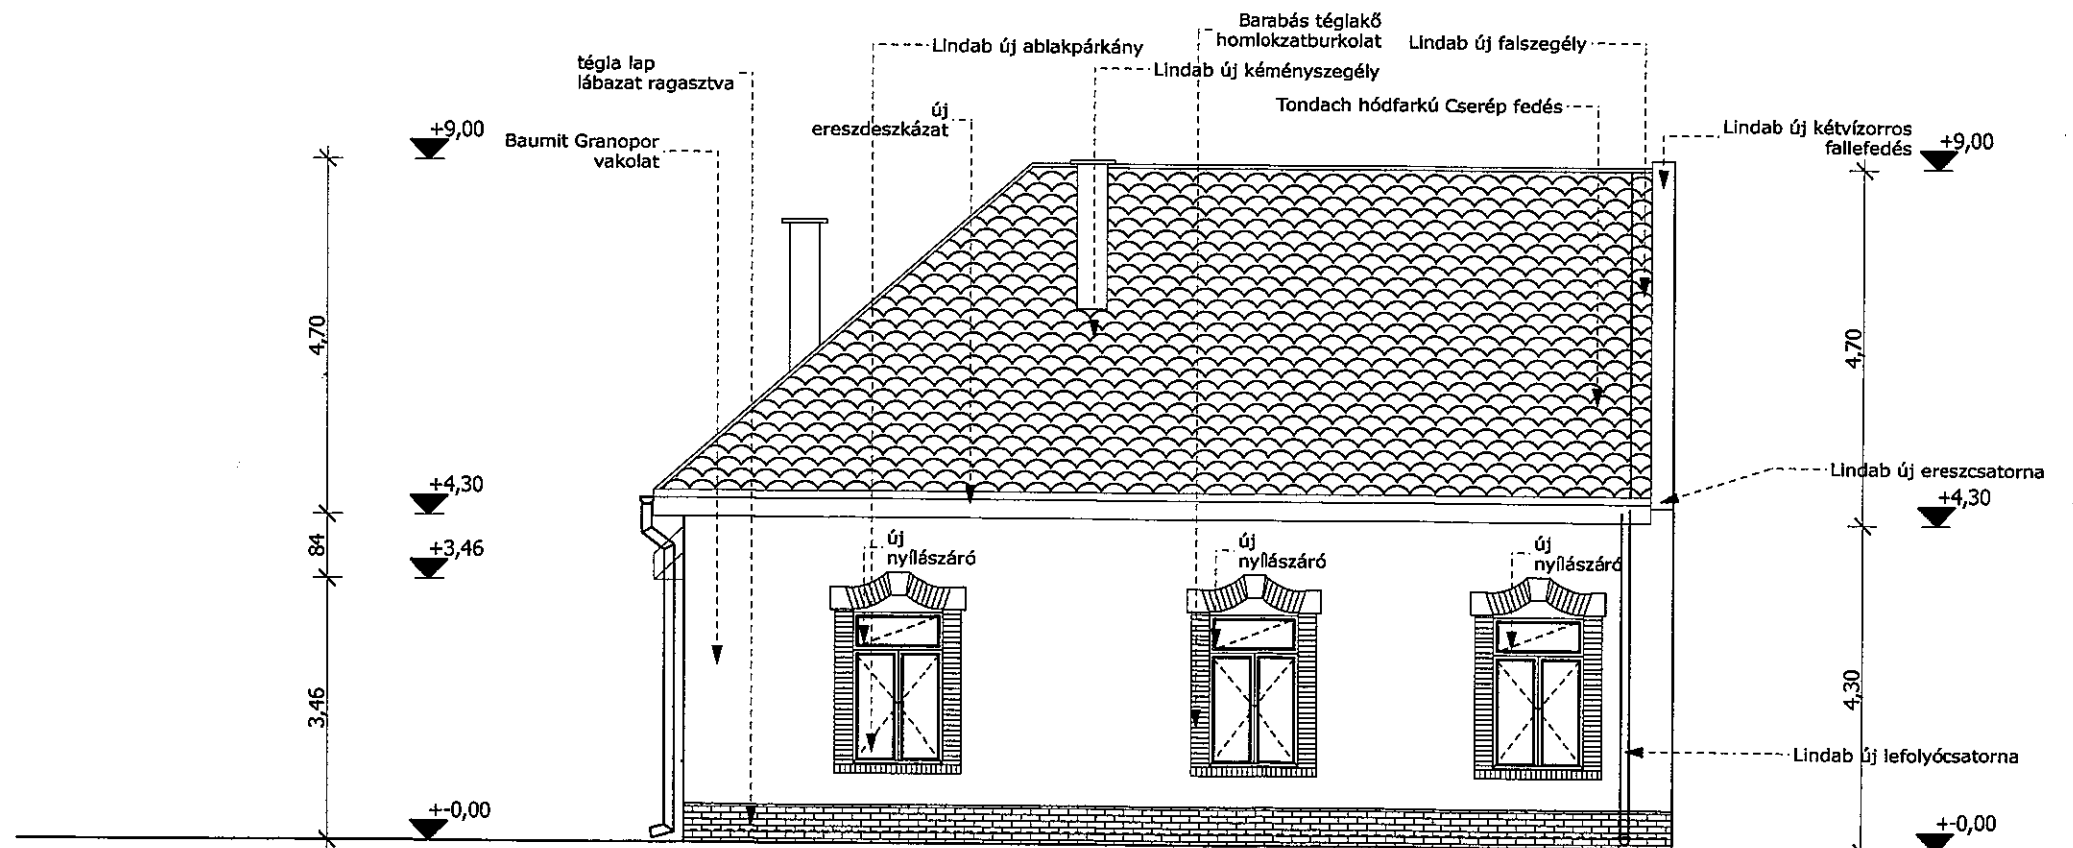 Barabás téglakő
homlokzatburkolat
Lindab új ablakpárkány
Lindab új falszegély
tégla lap
lábazat ragasztva
Lindab új kéményszegély
új
ereszdeszkázat
Tondach hódfarkú Cserép fedés
+9,00
Baumit Granopor
vakolat
Lindab új kétvízorros
fallefedés
+9,00
4,70
4,70
+4,30
Lindab új ereszcsatorna
+4,30
84
+3,46
új
nyílászáró
új
nyílászáró
új
nyílászáró
3,46
4,30
Lindab új lefolyócsatorna
+-0,00
+-0,00